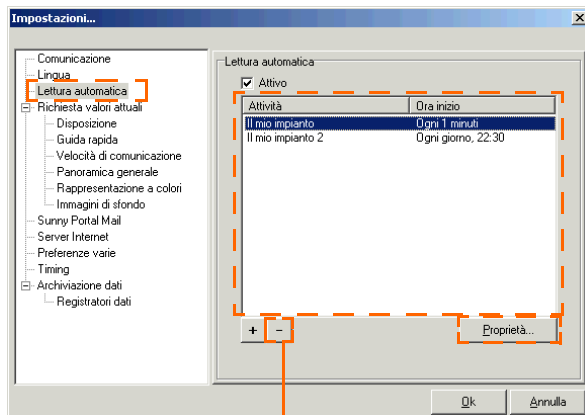 Impostazioni...
Comunicazione
Lingua
Lettura automatica
Richiesta valori attuali
Disposizione
Guida rapida
Velocità di comunicazione
Panoramica generale
Rappresentazione a colori
Immagini di sfondo
Sunny Portal Mail
Server Internet
Preferenze varie
Timing
Archiviazione dati
Registratori dati
Lettura automatica
Attivo
Attività Ora inizio
Il mio impianto Ogni 1 minuti
Il mio impianto 2 Ogni giorno, 22:30
+ - Proprietà...
Ok Annulla